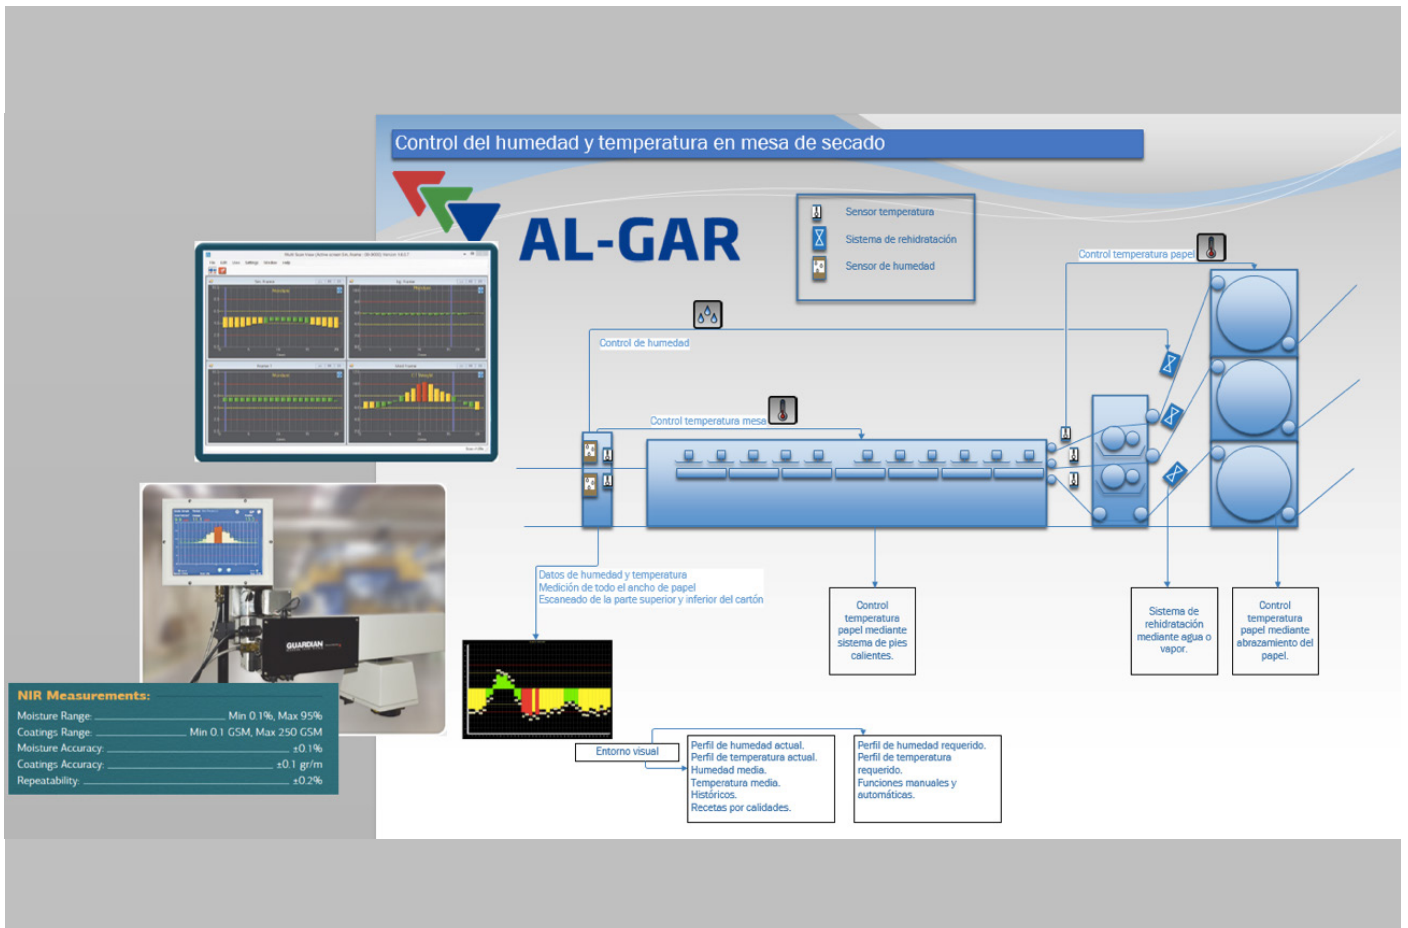 Control del humedad y temperatura en mesa de secado
AL-GAR
Sensor temperatura
Sistema de rehidratación
Sensor de humedad
Control temperatura papel
Control de humedad
Control temperatura mesa
Datos de humedad y temperatura
Medición de todo el ancho de papel
Escaneado de la parte superior y inferior del cartón
Control
temperatura
papel mediante
sistema de pies
calientes.
Sistema de
rehidratación
mediante agua o
vapor.
Control
temperatura
papel mediante
abrazamiento del
papel.
GUARDIAN
NIR Measurements:
Moisture Range: Min 0.1%, Max 95%
Coatings Range: Min 0.1 GSM, Max 250 GSM
Moisture Accuracy: ±0.1%
Coatings Accuracy: ±0.1 gr/m
Repeatability: ±0.2%
Entorno visual
Perfil de humedad actual.
Perfil de temperatura actual.
Humedad media.
Temperatura media.
Históricos.
Recetas por calidades.
Perfil de humedad requerido.
Perfil de temperatura
requerido.
Funciones manuales y
automáticas.